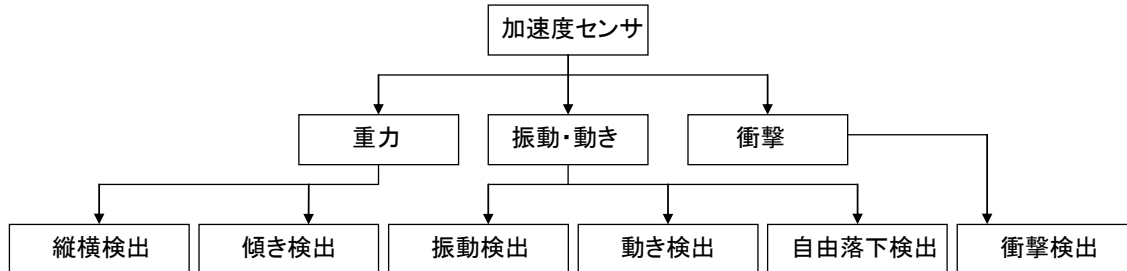 加速度センサ
重力
振動・動き
衝撃
縦横検出
傾き検出
振動検出
動き検出
自由落下検出
衝撃検出